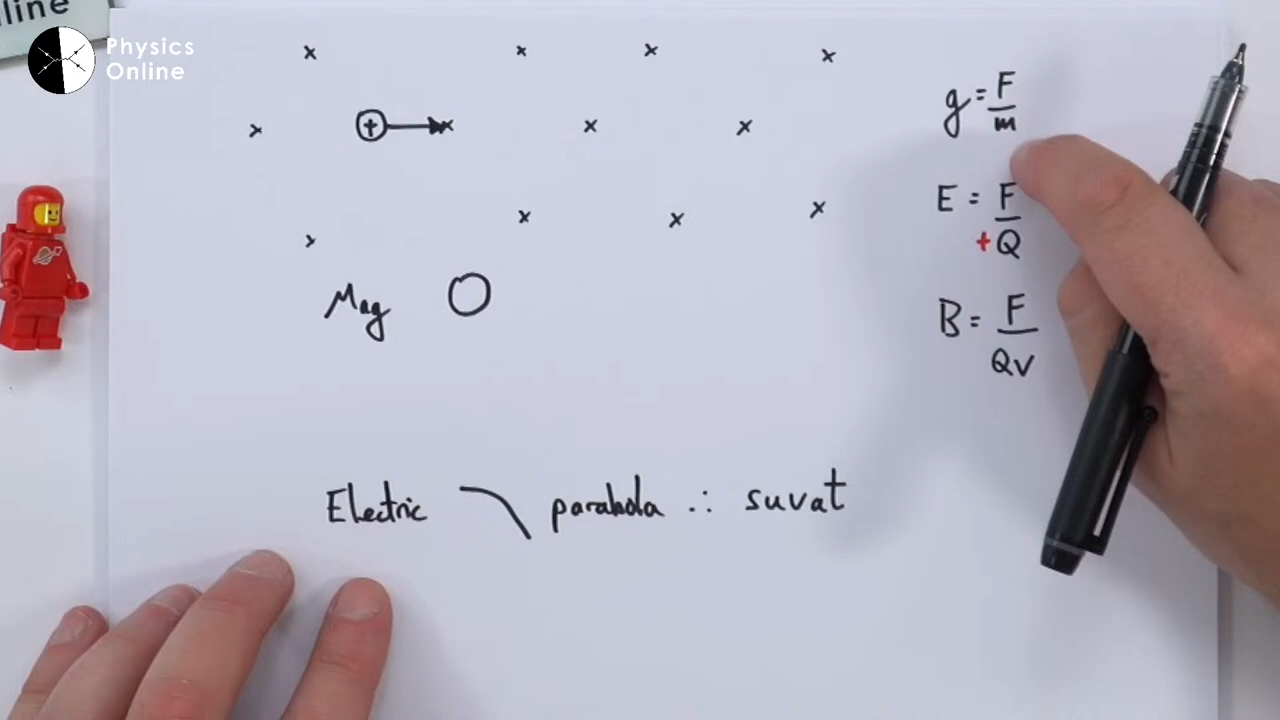 line
Physics
Online
g = F/m
E = F/+Q
Mag
B = F/Qv
Electric parabola ∴ suvat